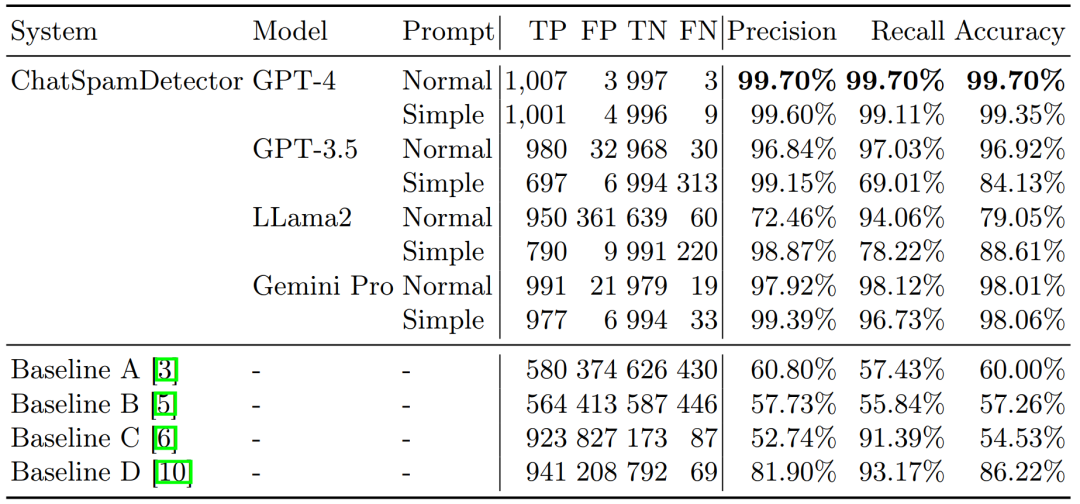 System Model Prompt TP FP TN FN Precision Recall Accuracy
ChatSpamDetector GPT-4 Normal 1,007 3 997 3 99.70% 99.70% 99.70%
Simple 1,001 4 996 9 99.60% 99.11% 99.35%
GPT-3.5 Normal 980 32 968 30 96.84% 97.03% 96.92%
Simple 697 6 994 313 99.15% 69.01% 84.13%
LLama2 Normal 950 361 639 60 72.46% 94.06% 79.05%
Simple 790 9 991 220 98.87% 78.22% 88.61%
Gemini Pro Normal 991 21 979 19 97.92% 98.12% 98.01%
Simple 977 6 994 33 99.39% 96.73% 98.06%
Baseline A [3] - - 580 374 626 430 60.80% 57.43% 60.00%
Baseline B [5] - - 564 413 587 446 57.73% 55.84% 57.26%
Baseline C [6] - - 923 827 173 87 52.74% 91.39% 54.53%
Baseline D [10] - - 941 208 792 69 81.90% 93.17% 86.22%